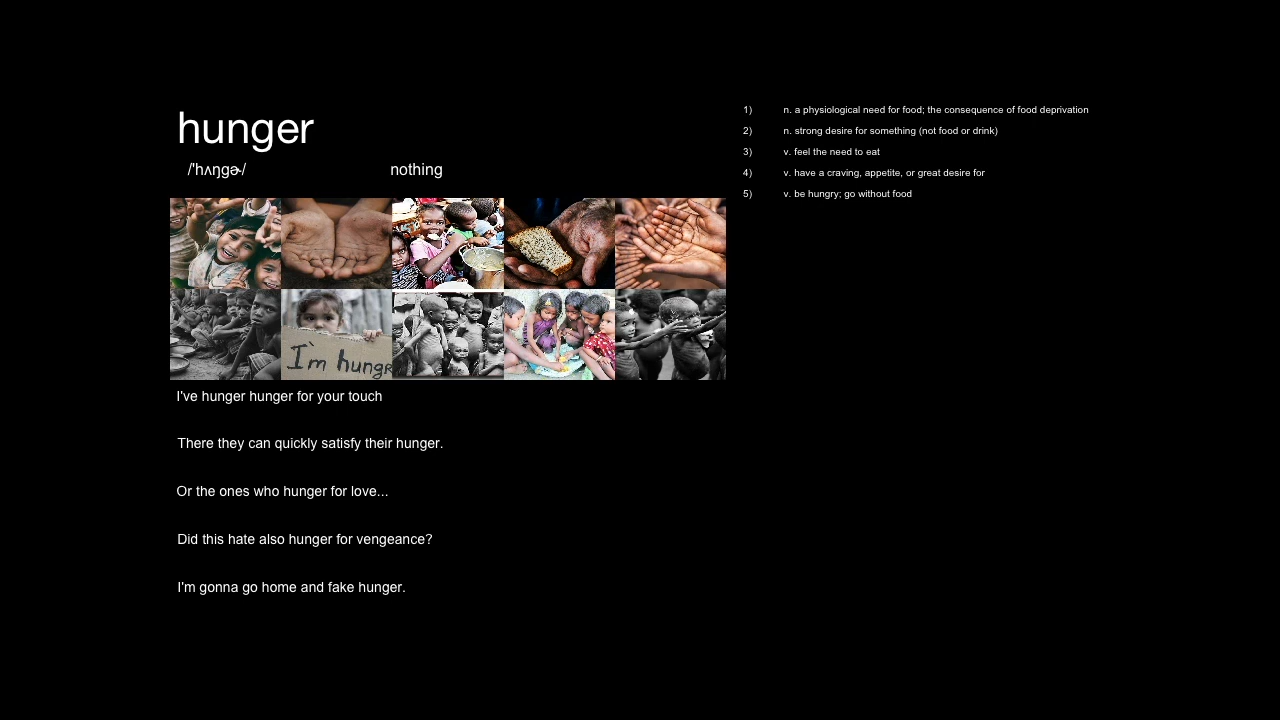 hunger
/'hʌŋgɚ/
nothing
I'm hungr
I've hunger hunger for your touch
There they can quickly satisfy their hunger.
Or the ones who hunger for love...
Did this hate also hunger for vengeance?
I'm gonna go home and fake hunger.
1) n. a physiological need for food; the consequence of food deprivation
2) n. strong desire for something (not food or drink)
3) v. feel the need to eat
4) v. have a craving, appetite, or great desire for
5) v. be hungry; go without food